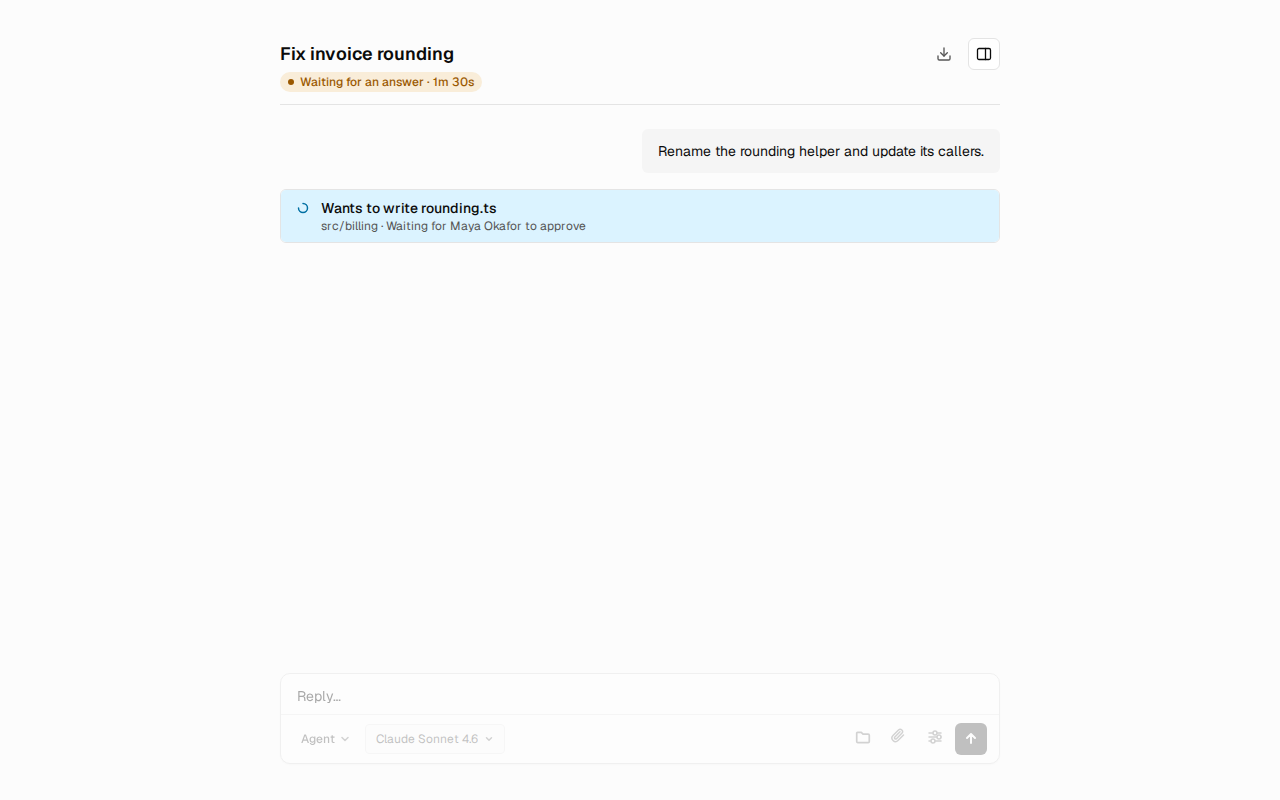 Fix invoice rounding
Waiting for an answer · 1m 30s
Rename the rounding helper and update its callers.
Wants to write rounding.ts
src/billing · Waiting for Maya Okafor to approve
Reply...
Agent
Claude Sonnet 4.6